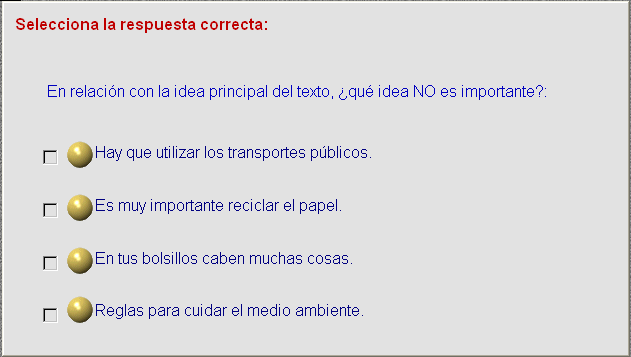 Selecciona la respuesta correcta:
En relación con la idea principal del texto, ¿qué idea NO es importante?:
Hay que utilizar los transportes públicos.
Es muy importante reciclar el papel.
En tus bolsillos caben muchas cosas.
Reglas para cuidar el medio ambiente.